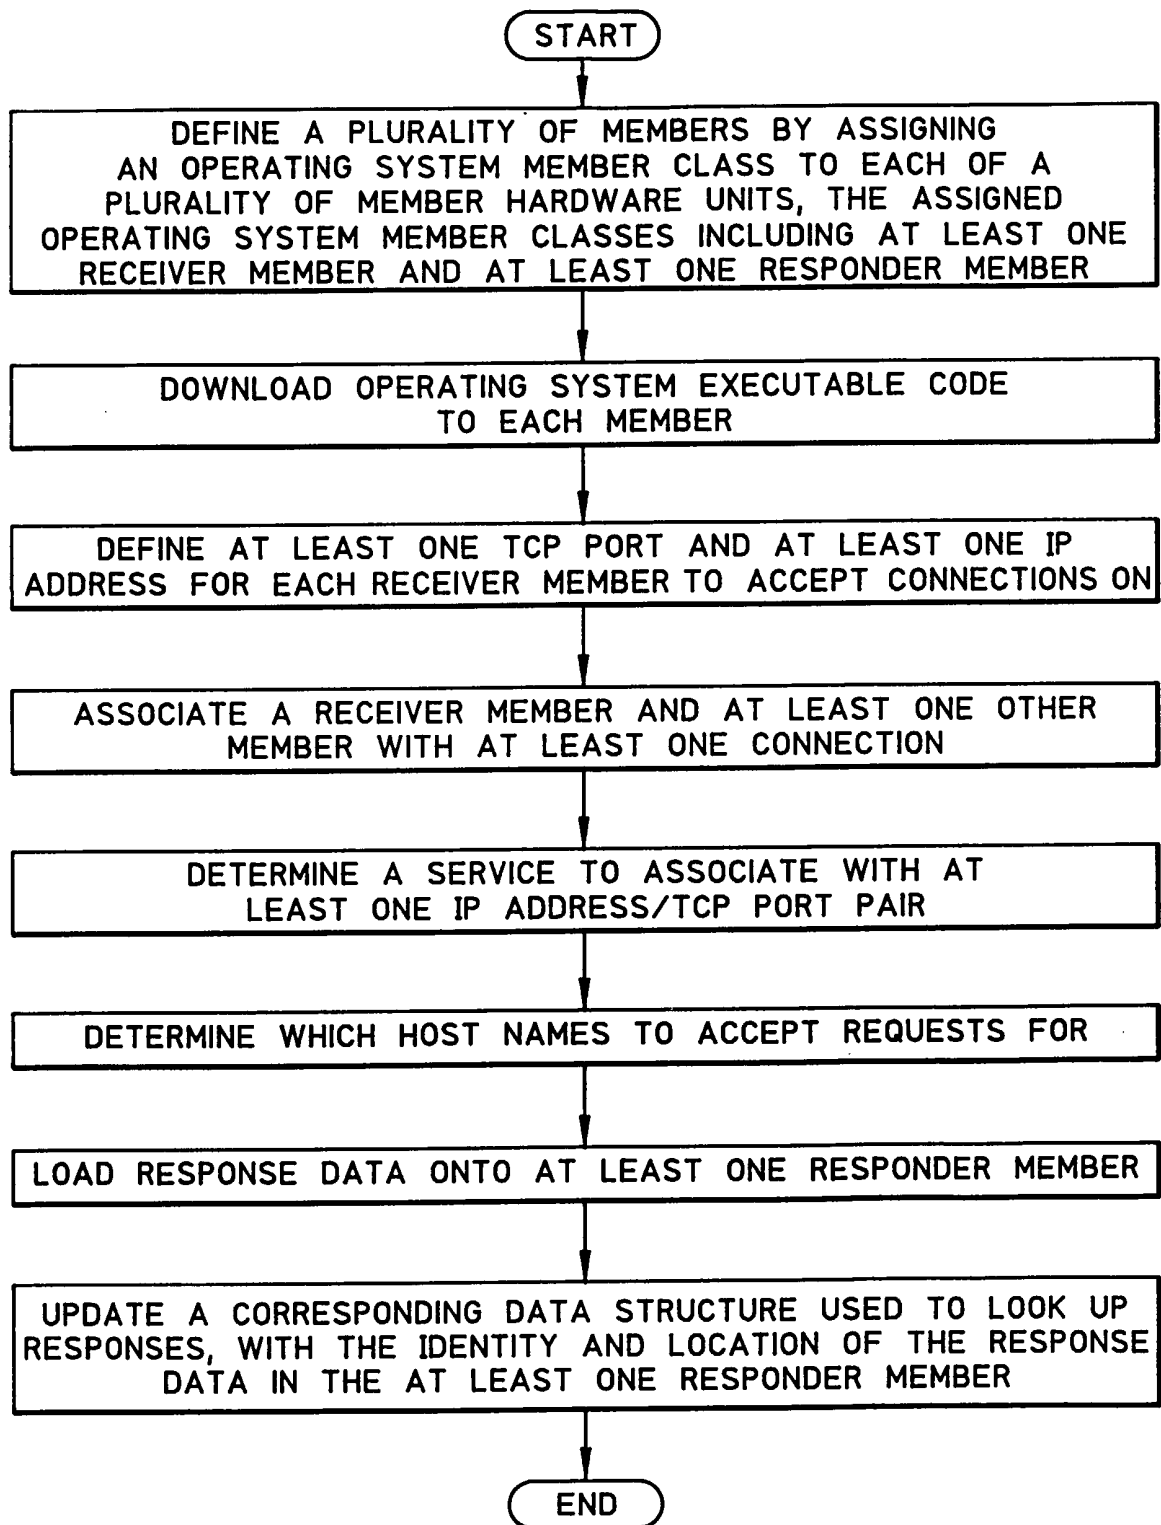 START
DEFINE A PLURALITY OF MEMBERS BY ASSIGNING
AN OPERATING SYSTEM MEMBER CLASS TO EACH OF A
PLURALITY OF MEMBER HARDWARE UNITS, THE ASSIGNED
OPERATING SYSTEM MEMBER CLASSES INCLUDING AT LEAST ONE
RECEIVER MEMBER AND AT LEAST ONE RESPONDER MEMBER
DOWNLOAD OPERATING SYSTEM EXECUTABLE CODE
TO EACH MEMBER
DEFINE AT LEAST ONE TCP PORT AND AT LEAST ONE IP
ADDRESS FOR EACH RECEIVER MEMBER TO ACCEPT CONNECTIONS ON
ASSOCIATE A RECEIVER MEMBER AND AT LEAST ONE OTHER
MEMBER WITH AT LEAST ONE CONNECTION
DETERMINE A SERVICE TO ASSOCIATE WITH AT
LEAST ONE IP ADDRESS/TCP PORT PAIR
DETERMINE WHICH HOST NAMES TO ACCEPT REQUESTS FOR
LOAD RESPONSE DATA ONTO AT LEAST ONE RESPONDER MEMBER
UPDATE A CORRESPONDING DATA STRUCTURE USED TO LOOK UP
RESPONSES, WITH THE IDENTITY AND LOCATION OF THE RESPONSE
DATA IN THE AT LEAST ONE RESPONDER MEMBER
END